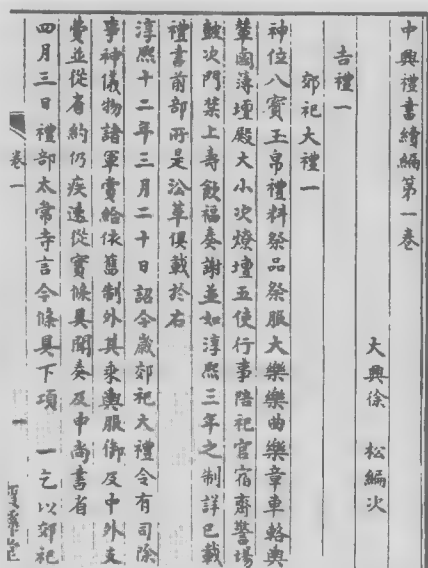 中興禮書續編第一卷
大興徐　松編次
吉禮一
郊祀大禮一
神位八寶玉帛禮料祭品祭服大樂樂曲樂章車輅輿
輦鹵簿壇殿大小次燎壇五使行事陪祀官宿齋警場
皷次門禁上壽飲福奏謝並如淳熙三年之制詳已載
禮書前部所是沿革俱載於右
淳熙十二年三月二十日詔今歲郊祀大禮令有司除
事神儀物諸軍賞給依舊制外其乘輿服御及中外支
費並從省約仍疾速從實條具聞奏及申尚書省
四月三日禮部太常寺言今條具下項　一乞以郊祀
卷一
一